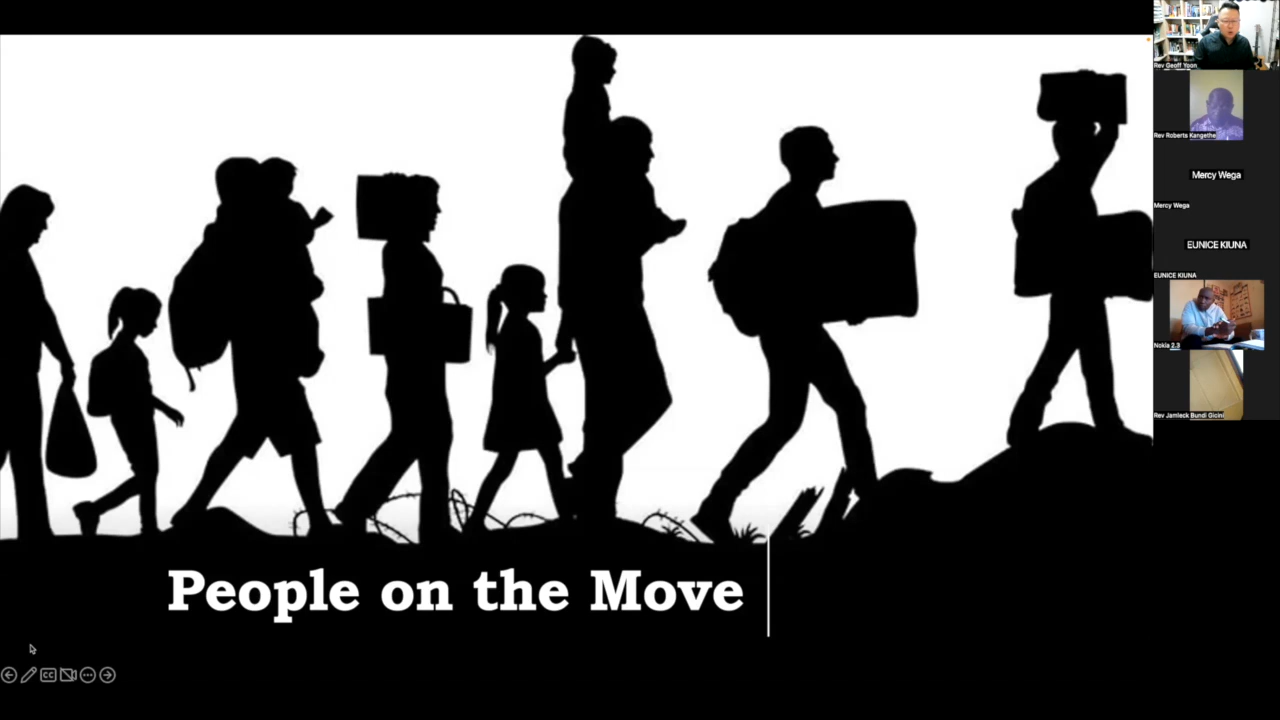 People on the Move
CC
Rev Geoff Yoon
Rev Roberts Kangethe
Mercy Wega
Mercy Wega
EUNICE KIUNA
EUNICE KIUNA
Nokia 2.3
Rev Jamleck Bundi Gicini